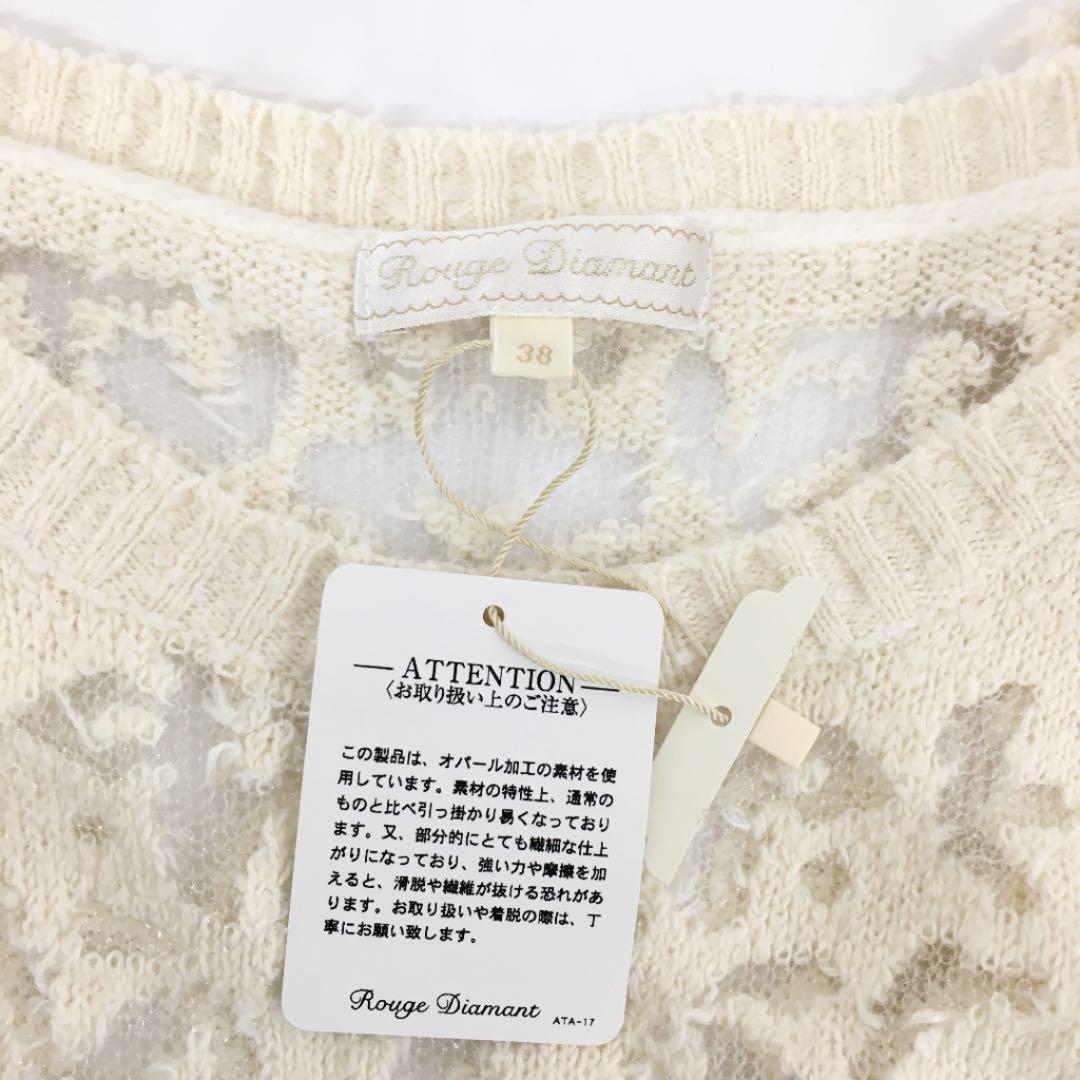 Rouge Diamant
38
ATTENTION
〈お取り扱い上のご注意〉
この製品は、オパール加工の素材を使
用しています。素材の特性上、通常の
ものと比べ引っ掛かり易くなっており
ます。又、部分的にとても繊細な仕上
がりになっており、強い力や摩擦を加
えると、滑脱や繊維が抜ける恐れがあ
ります。お取り扱いや着脱の際は、丁
寧にお願い致します。
Rouge Diamant
ATA-17